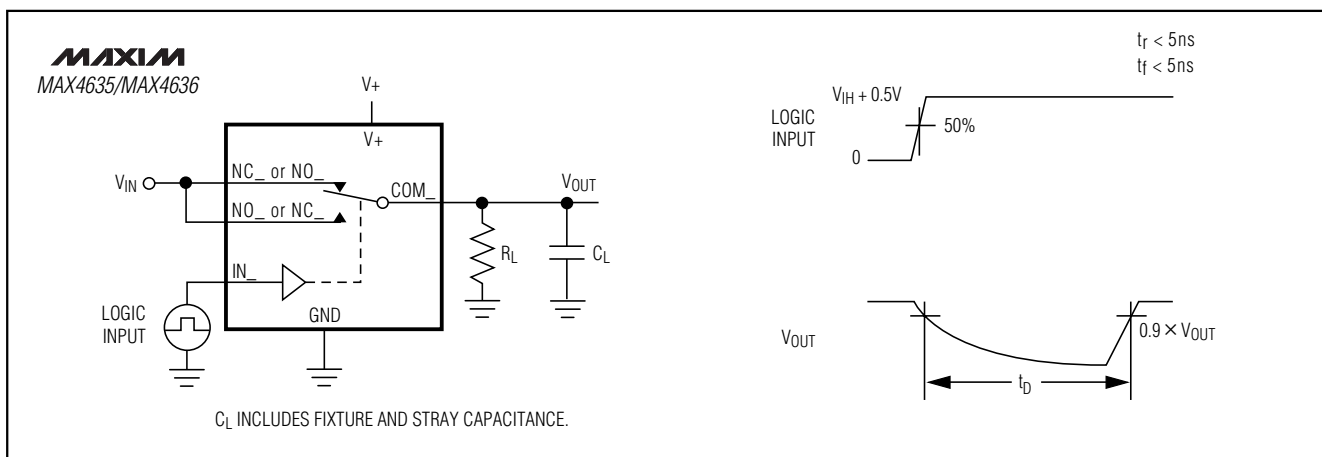 MAXIM
MAX4635/MAX4636
V+
V+
NC_ or NO_
VIN
COM_
VOUT
NO_ or NC_
RL
CL
IN_
LOGIC
INPUT
GND
CL INCLUDES FIXTURE AND STRAY CAPACITANCE.
tr < 5ns
tf < 5ns
VIH + 0.5V
LOGIC
INPUT
50%
0
VOUT
0.9 × VOUT
tD